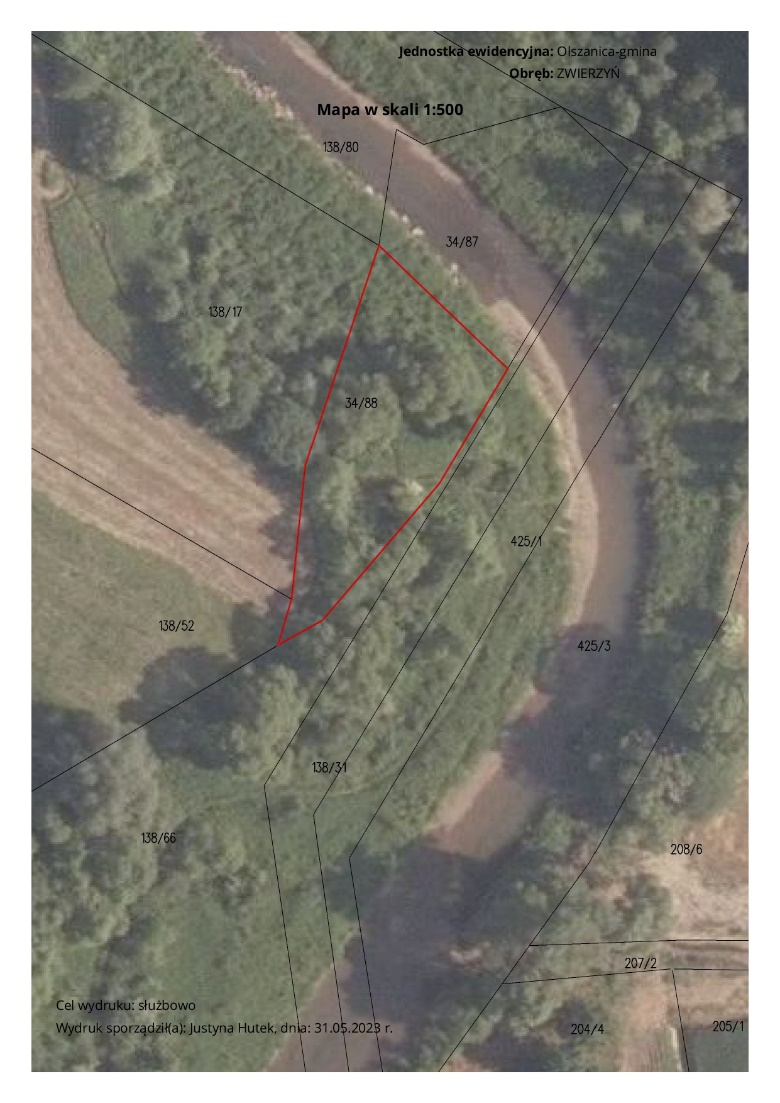 Jednostka ewidencyjna: Olszanica-gmina
Obręb: ZWIERZYŃ
Mapa w skali 1:500
138/80
34/87
138/17
34/88
425/1
138/52
425/3
138/31
138/66
208/6
207/2
Cel wydruku: służbowo
Wydruk sporządził(a): Justyna Hutek, dnia: 31.05.2023 r.
204/4
205/1